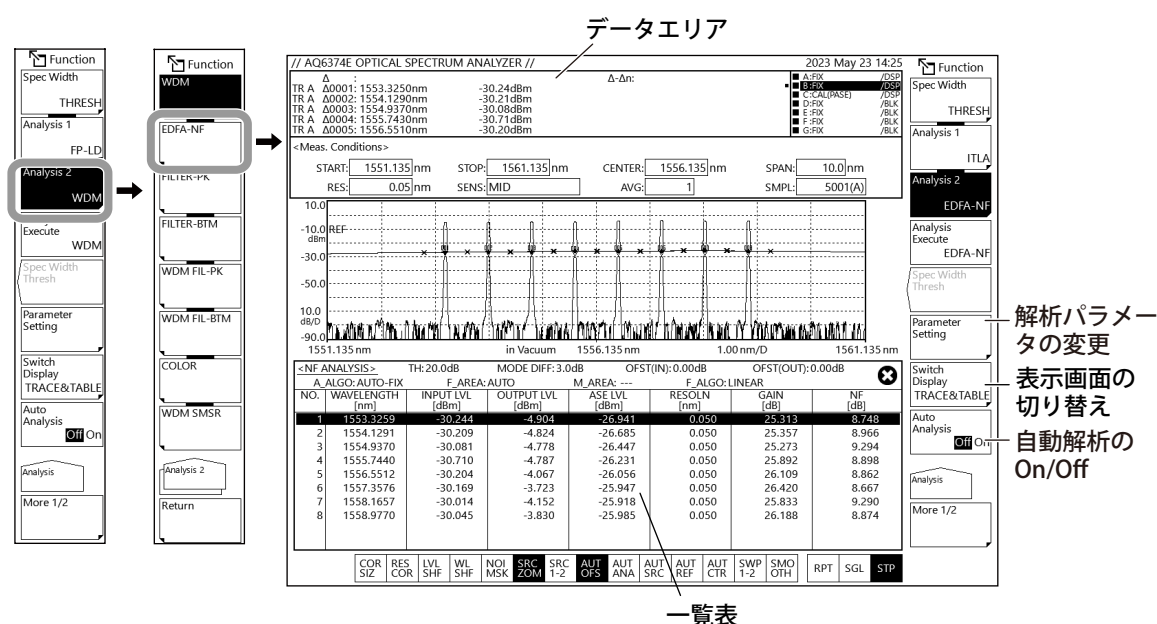 データエリア
Function
Spec Width
THRESH
Analysis 1
FP-LD
Analysis 2
WDM
Execute
WDM
Spec Width
Thresh
Parameter
Setting
Switch
Display
TRACE&TABLE
Auto
Analysis
Off On
Analysis
More 1/2
Function
WDM
EDFA-NF
FILTER-PK
FILTER-BTM
WDM FIL-PK
WDM FIL-BTM
COLOR
WDM SMSR
Analysis 2
Return
// AQ6374E OPTICAL SPECTRUM ANALYZER // 2023 May 23 14:25
Δ : Δ-Δn:
TR A Δ0001: 1553.3250nm -30.24dBm
TR A Δ0002: 1554.1290nm -30.21dBm
TR A Δ0003: 1554.9370nm -30.08dBm
TR A Δ0004: 1555.7430nm -30.71dBm
TR A Δ0005: 1556.5510nm -30.20dBm
A:FIX /DSP
B:FIX /DSP
C:CAL(PASE) /DSP
D:FIX /BLK
E:FIX /BLK
F:FIX /BLK
G:FIX /BLK
<Meas. Conditions>
START: 1551.135 nm STOP: 1561.135 nm CENTER: 1556.135 nm SPAN: 10.0 nm
RES: 0.05 nm SENS: MID AVG: 1 SMPL: 5001(A)
10.0
-10.0 REF
dBm
-30.0
-50.0
10.0
dB/D
-90.0
1551.135 nm in Vacuum 1556.135 nm 1.00 nm/D 1561.135 nm
<NF ANALYSIS> TH: 20.0dB MODE DIFF: 3.0dB OFST(IN): 0.00dB OFST(OUT): 0.00dB
A_ALGO: AUTO-FIX F_AREA: AUTO M_AREA: --- F_ALGO: LINEAR
NO. WAVELENGTH INPUT LVL OUTPUT LVL ASE LVL RESOLN GAIN NF
[nm] [dBm] [dBm] [dBm] [nm] [dB] [dB]
1 1553.3259 -30.244 -4.904 -26.941 0.050 25.313 8.748
2 1554.1291 -30.209 -4.824 -26.685 0.050 25.357 8.966
3 1554.9370 -30.081 -4.778 -26.447 0.050 25.273 9.294
4 1555.7440 -30.710 -4.787 -26.231 0.050 25.892 8.898
5 1556.5512 -30.204 -4.067 -26.056 0.050 26.109 8.862
6 1557.3576 -30.169 -3.723 -25.947 0.050 26.420 8.667
7 1558.1657 -30.014 -4.152 -25.918 0.050 25.833 9.290
8 1558.9770 -30.045 -3.830 -25.985 0.050 26.188 8.874
COR RES LVL WL NOI SRC SRC AUT AUT AUT AUT AUT SWP SMO RPT SGL STP
SIZ COR SHF SHF MSK ZOM 1-2 OFS ANA SRC REF CTR 1-2 OTH
Function
Spec Width
THRESH
Analysis 1
ITLA
Analysis 2
EDFA-NF
Analysis
Execute
EDFA-NF
Spec Width
Thresh
Parameter
Setting
Switch
Display
TRACE&TABLE
Auto
Analysis
Off On
Analysis
More 1/2
解析パラメー
タの変更
表示画面の
切り替え
自動解析の
On/Off
一覧表